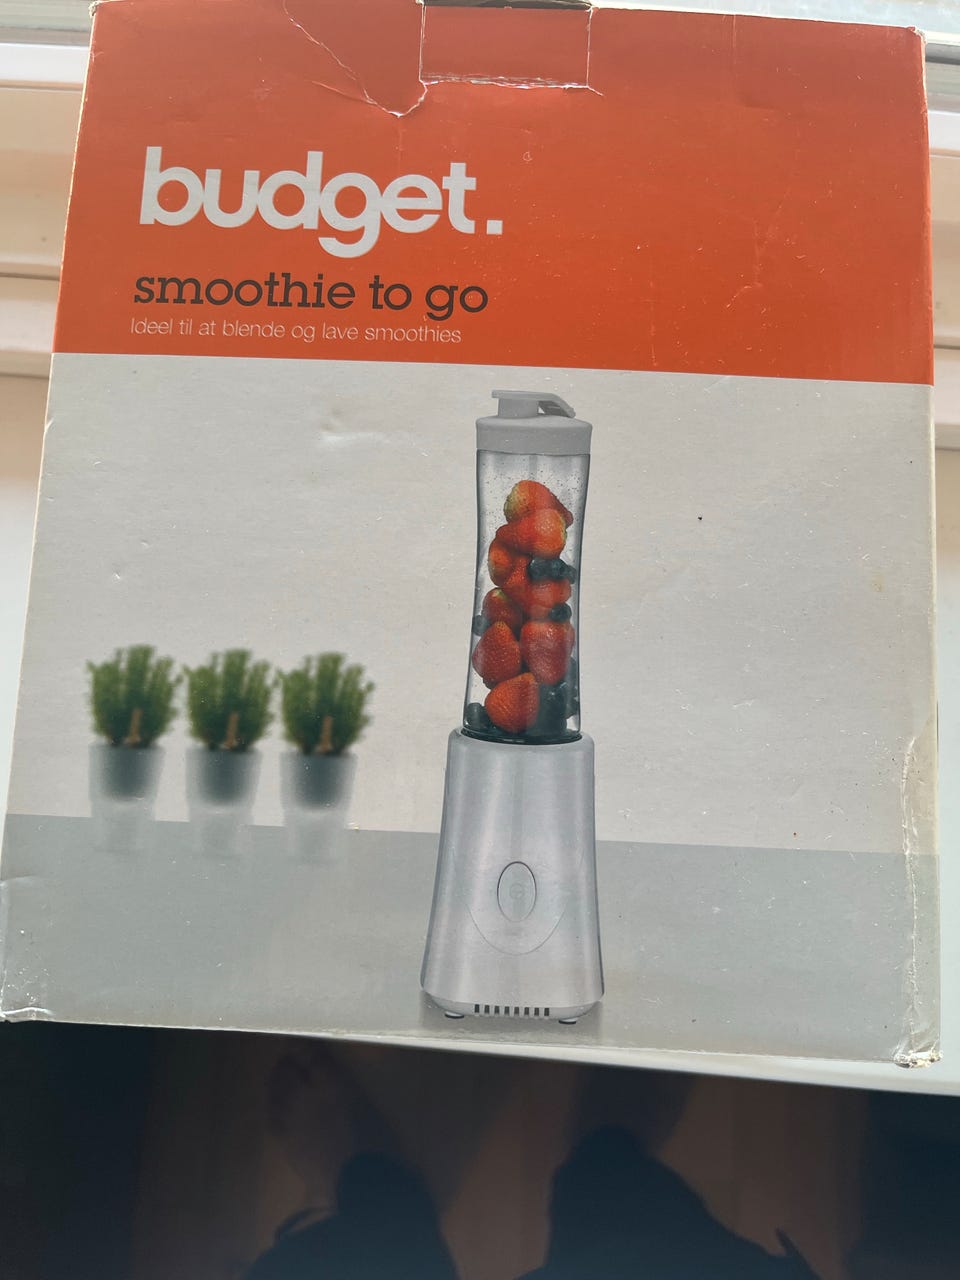 budget.
smoothie to go
Ideel til at blende og lave smoothies